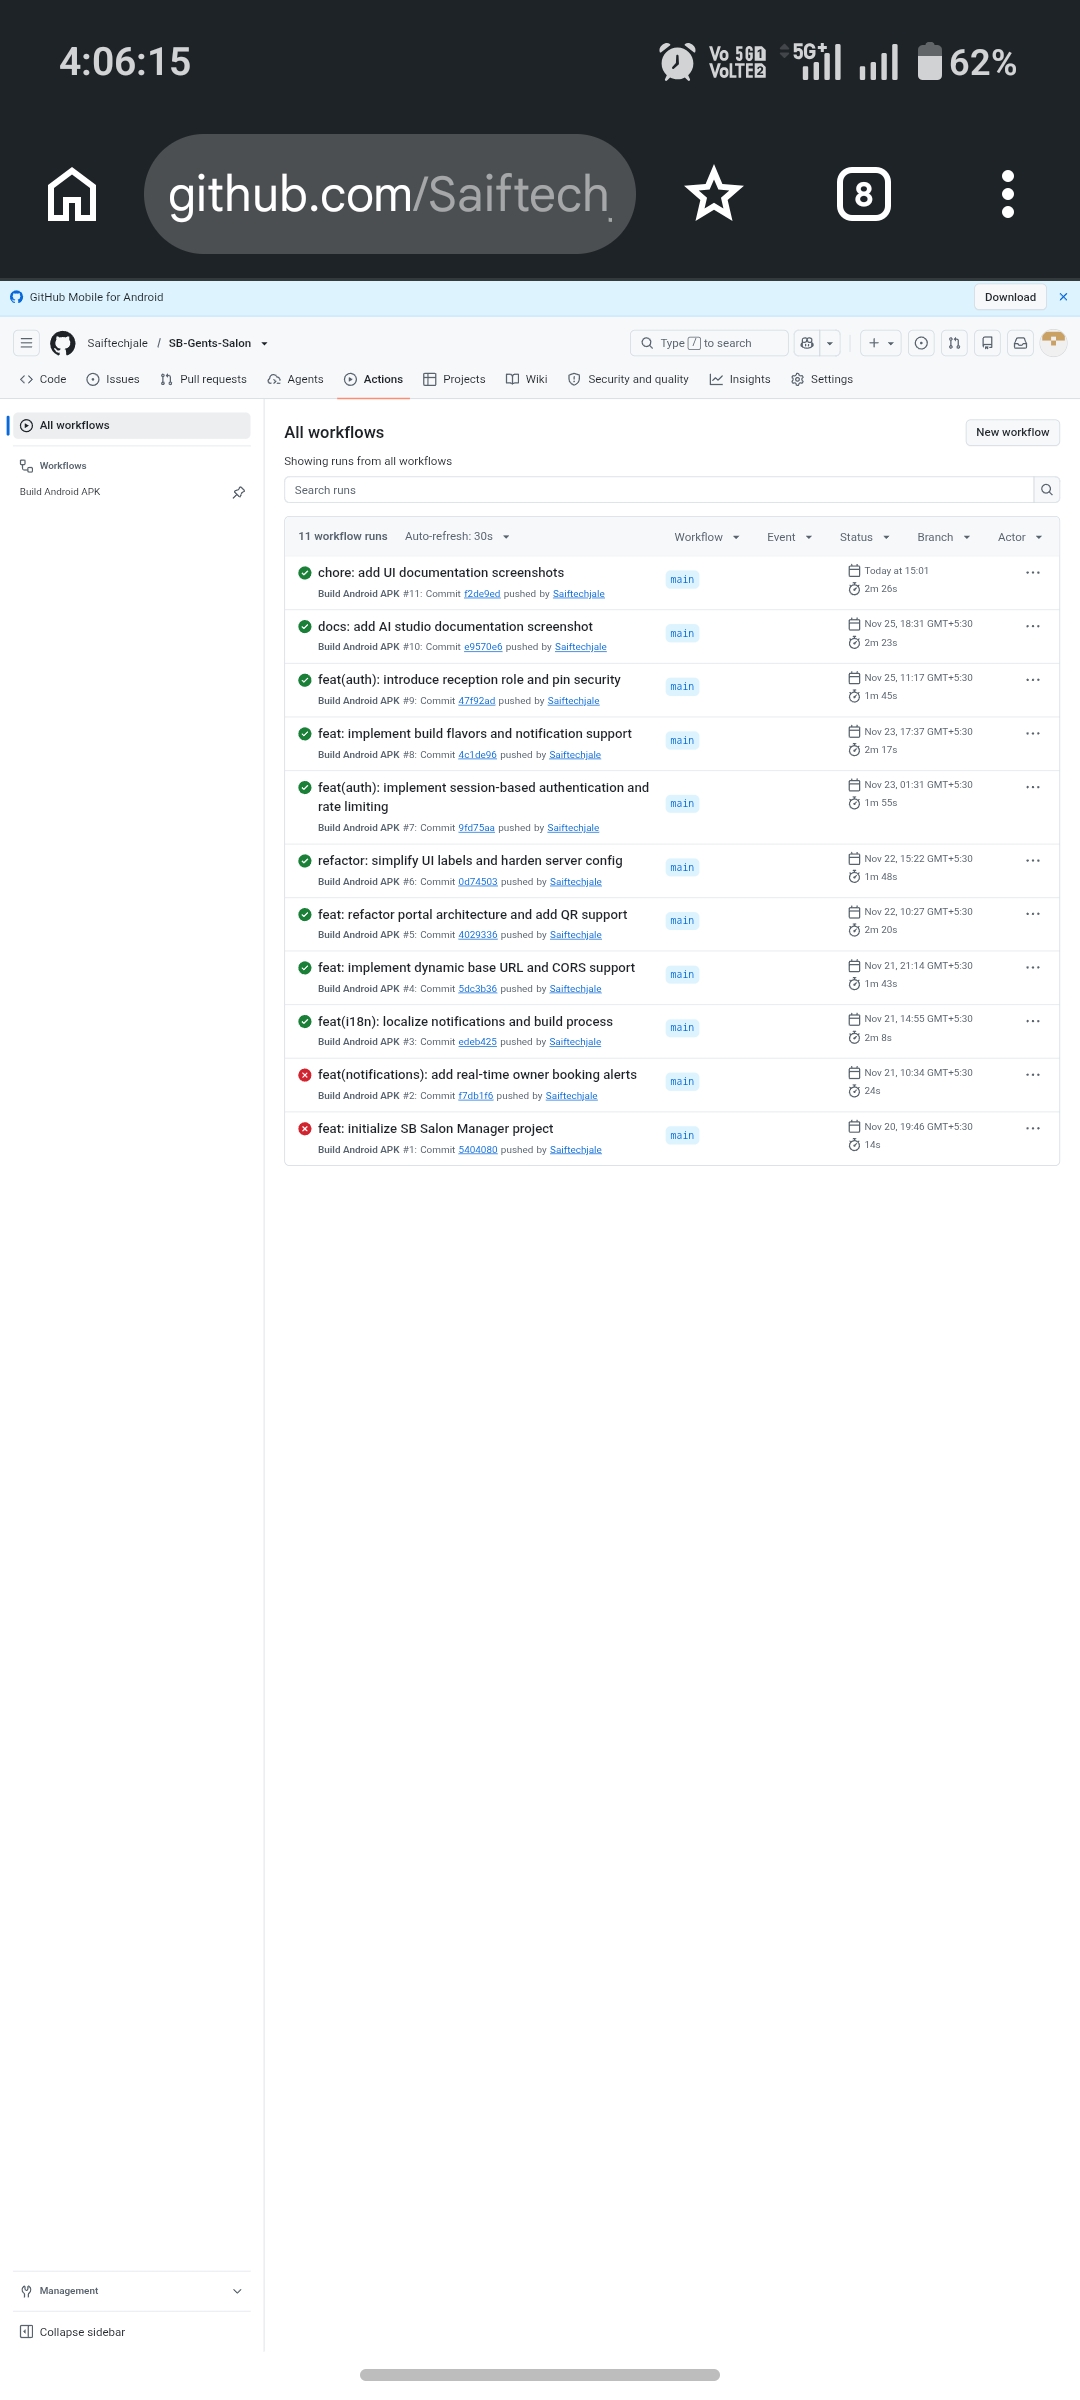 4:06:15
Vo 5G 1
VoLTE 2
5G+
62%
github.com/Saiftech
8
GitHub Mobile for Android
Download
Saiftechjale / SB-Gents-Salon
Type / to search
Code
Issues
Pull requests
Agents
Actions
Projects
Wiki
Security and quality
Insights
Settings
All workflows
Workflows
Build Android APK
All workflows
New workflow
Showing runs from all workflows
Search runs
11 workflow runs
Auto-refresh: 30s
Workflow
Event
Status
Branch
Actor
chore: add UI documentation screenshots
Build Android APK #11: Commit f2de9ed pushed by Saiftechjale
main
Today at 15:01
2m 26s
docs: add AI studio documentation screenshot
Build Android APK #10: Commit e9570e6 pushed by Saiftechjale
main
Nov 25, 18:31 GMT+5:30
2m 23s
feat(auth): introduce reception role and pin security
Build Android APK #9: Commit 47f92ad pushed by Saiftechjale
main
Nov 25, 11:17 GMT+5:30
1m 45s
feat: implement build flavors and notification support
Build Android APK #8: Commit 4c1de96 pushed by Saiftechjale
main
Nov 23, 17:37 GMT+5:30
2m 17s
feat(auth): implement session-based authentication and
rate limiting
Build Android APK #7: Commit 9fd75aa pushed by Saiftechjale
main
Nov 23, 01:31 GMT+5:30
1m 55s
refactor: simplify UI labels and harden server config
Build Android APK #6: Commit 0d74503 pushed by Saiftechjale
main
Nov 22, 15:22 GMT+5:30
1m 48s
feat: refactor portal architecture and add QR support
Build Android APK #5: Commit 4029336 pushed by Saiftechjale
main
Nov 22, 10:27 GMT+5:30
2m 20s
feat: implement dynamic base URL and CORS support
Build Android APK #4: Commit 5dc3b36 pushed by Saiftechjale
main
Nov 21, 21:14 GMT+5:30
1m 43s
feat(i18n): localize notifications and build process
Build Android APK #3: Commit edeb425 pushed by Saiftechjale
main
Nov 21, 14:55 GMT+5:30
2m 8s
feat(notifications): add real-time owner booking alerts
Build Android APK #2: Commit f7db1f6 pushed by Saiftechjale
main
Nov 21, 10:34 GMT+5:30
24s
feat: initialize SB Salon Manager project
Build Android APK #1: Commit 5404080 pushed by Saiftechjale
main
Nov 20, 19:46 GMT+5:30
14s
Management
Collapse sidebar